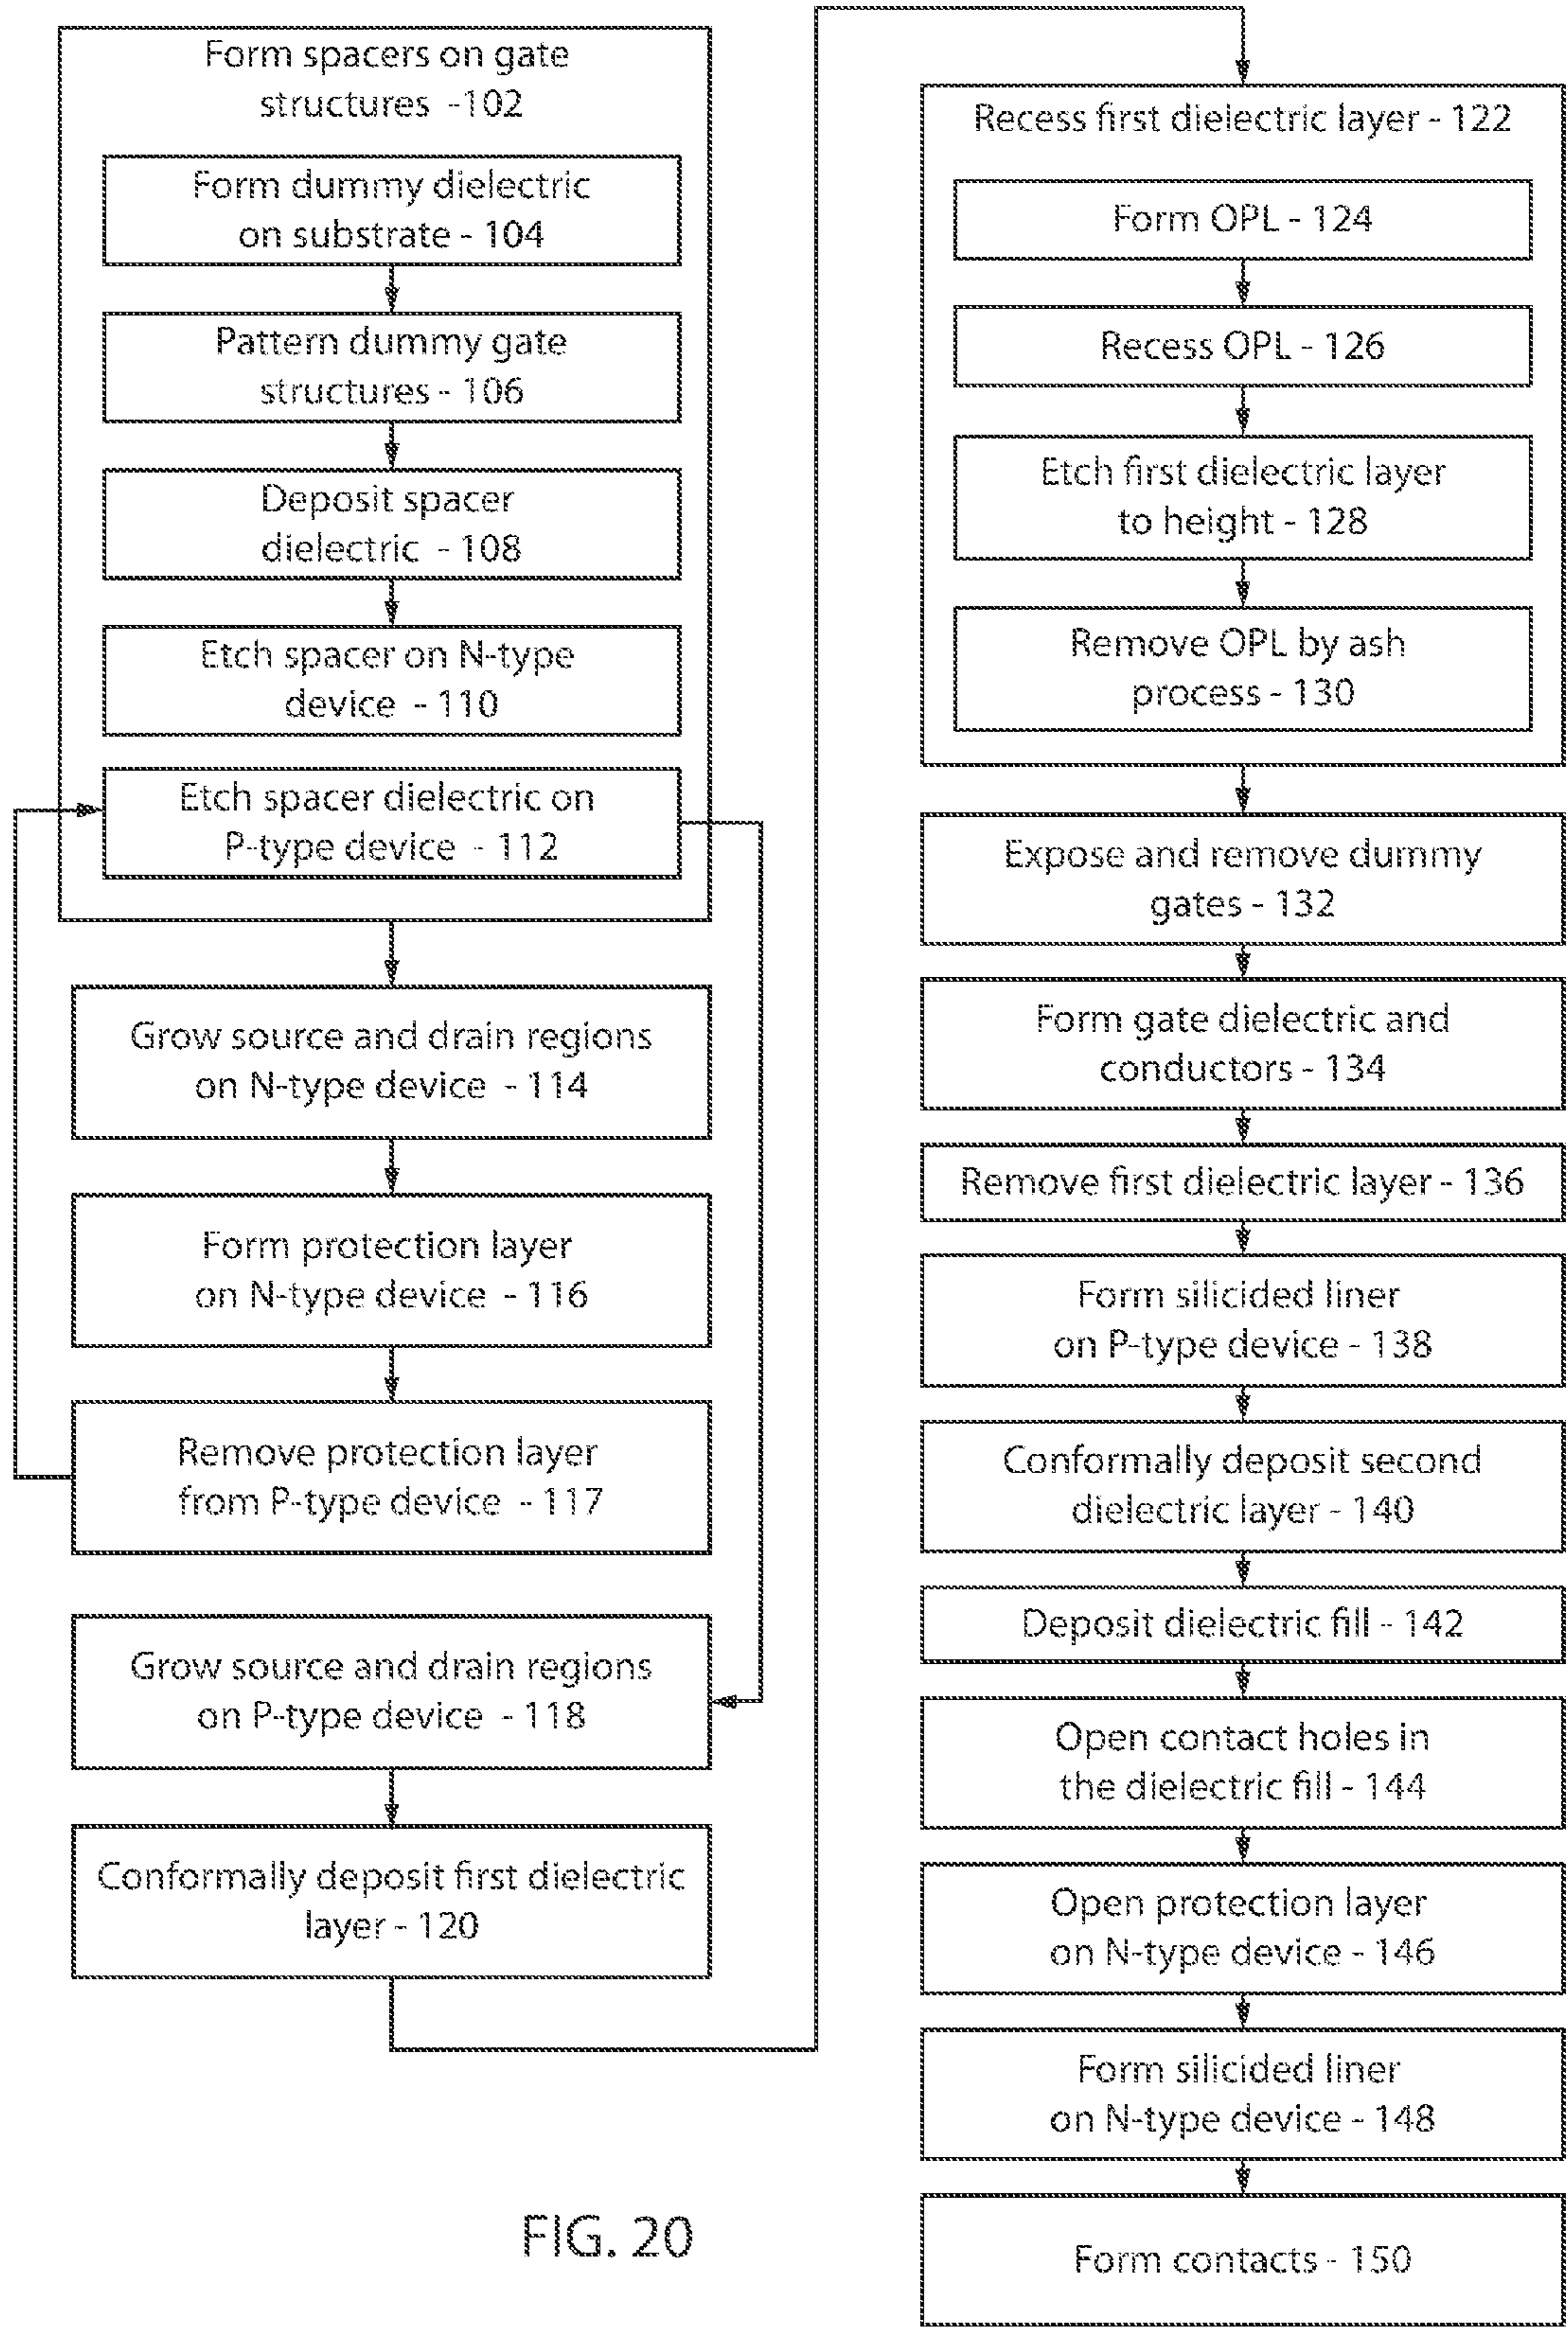 Form spacers on gate
structures -102
Form dummy dielectric
on substrate - 104
Pattern dummy gate
structures - 106
Deposit spacer
dielectric - 108
Etch spacer on N-type
device - 110
Etch spacer dielectric on
P-type device - 112
Grow source and drain regions
on N-type device - 114
Form protection layer
on N-type device - 116
Remove protection layer
from P-type device - 117
Grow source and drain regions
on P-type device - 118
Conformally deposit first dielectric
layer - 120
Recess first dielectric layer - 122
Form OPL - 124
Recess OPL - 126
Etch first dielectric layer
to height - 128
Remove OPL by ash
process - 130
Expose and remove dummy
gates - 132
Form gate dielectric and
conductors - 134
Remove first dielectric layer - 136
Form silicided liner
on P-type device - 138
Conformally deposit second
dielectric layer - 140
Deposit dielectric fill - 142
Open contact holes in
the dielectric fill - 144
Open protection layer
on N-type device - 146
Form silicided liner
on N-type device - 148
Form contacts - 150
FIG. 20